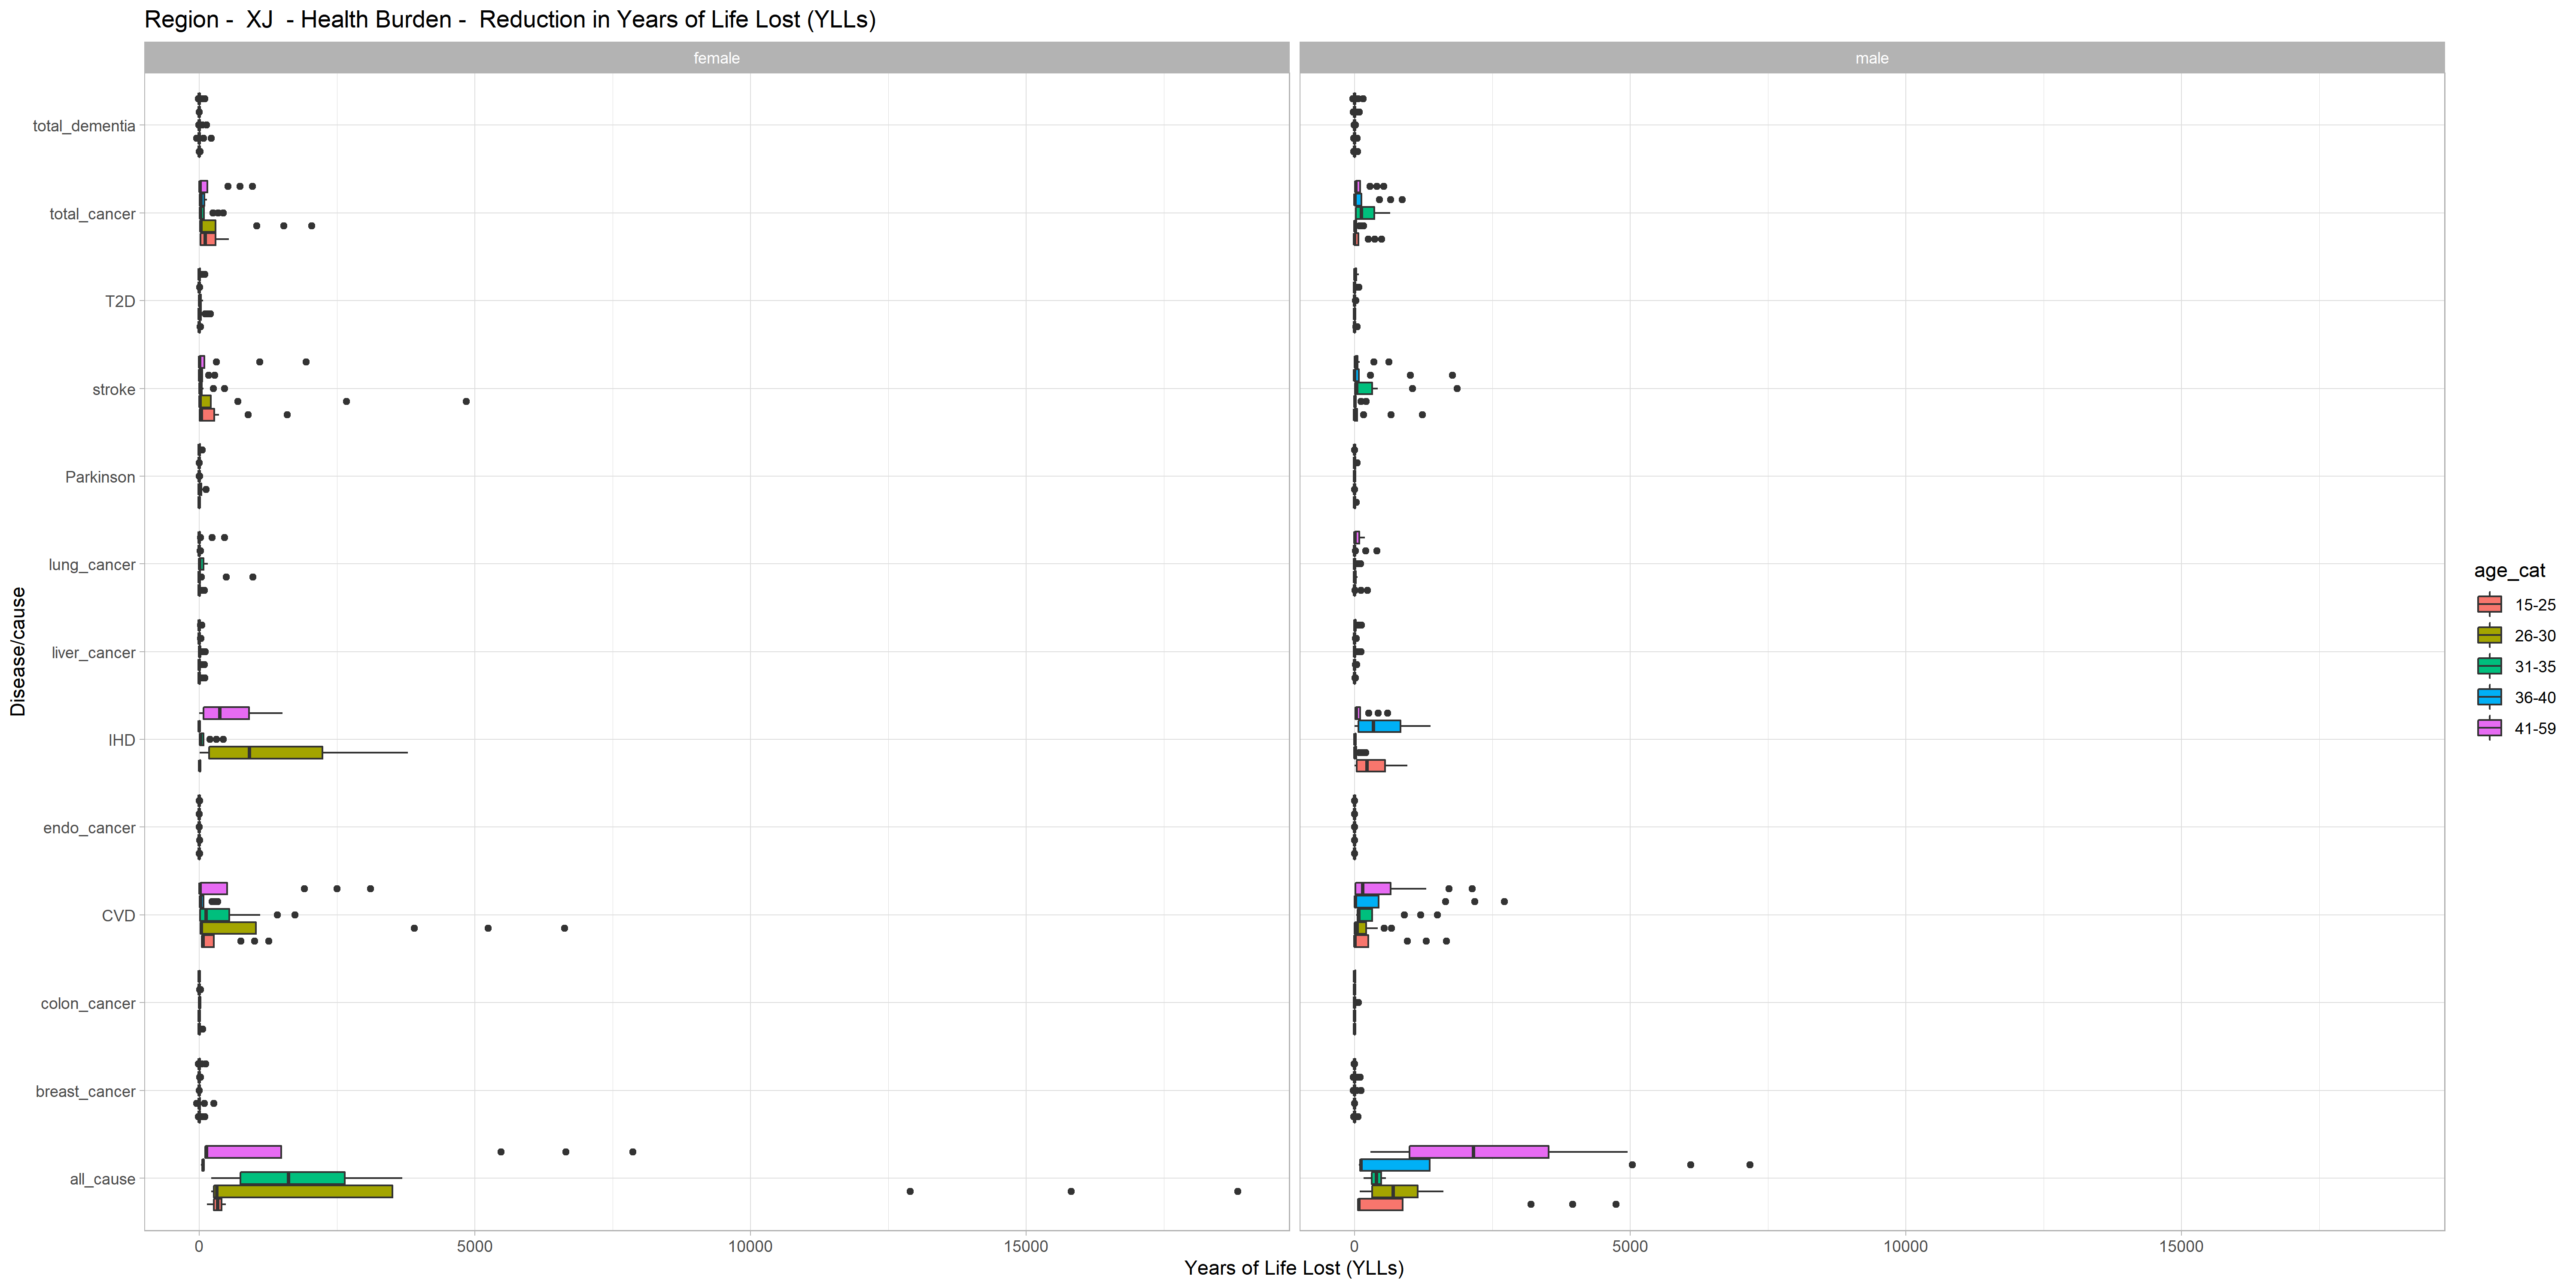 Region -  XJ  - Health Burden -  Reduction in Years of Life Lost (YLLs)
female
male
Disease/cause
total_dementia
total_cancer
T2D
stroke
Parkinson
lung_cancer
liver_cancer
IHD
endo_cancer
CVD
colon_cancer
breast_cancer
all_cause
0
5000
10000
15000
0
5000
10000
15000
Years of Life Lost (YLLs)
age_cat
15-25
26-30
31-35
36-40
41-59